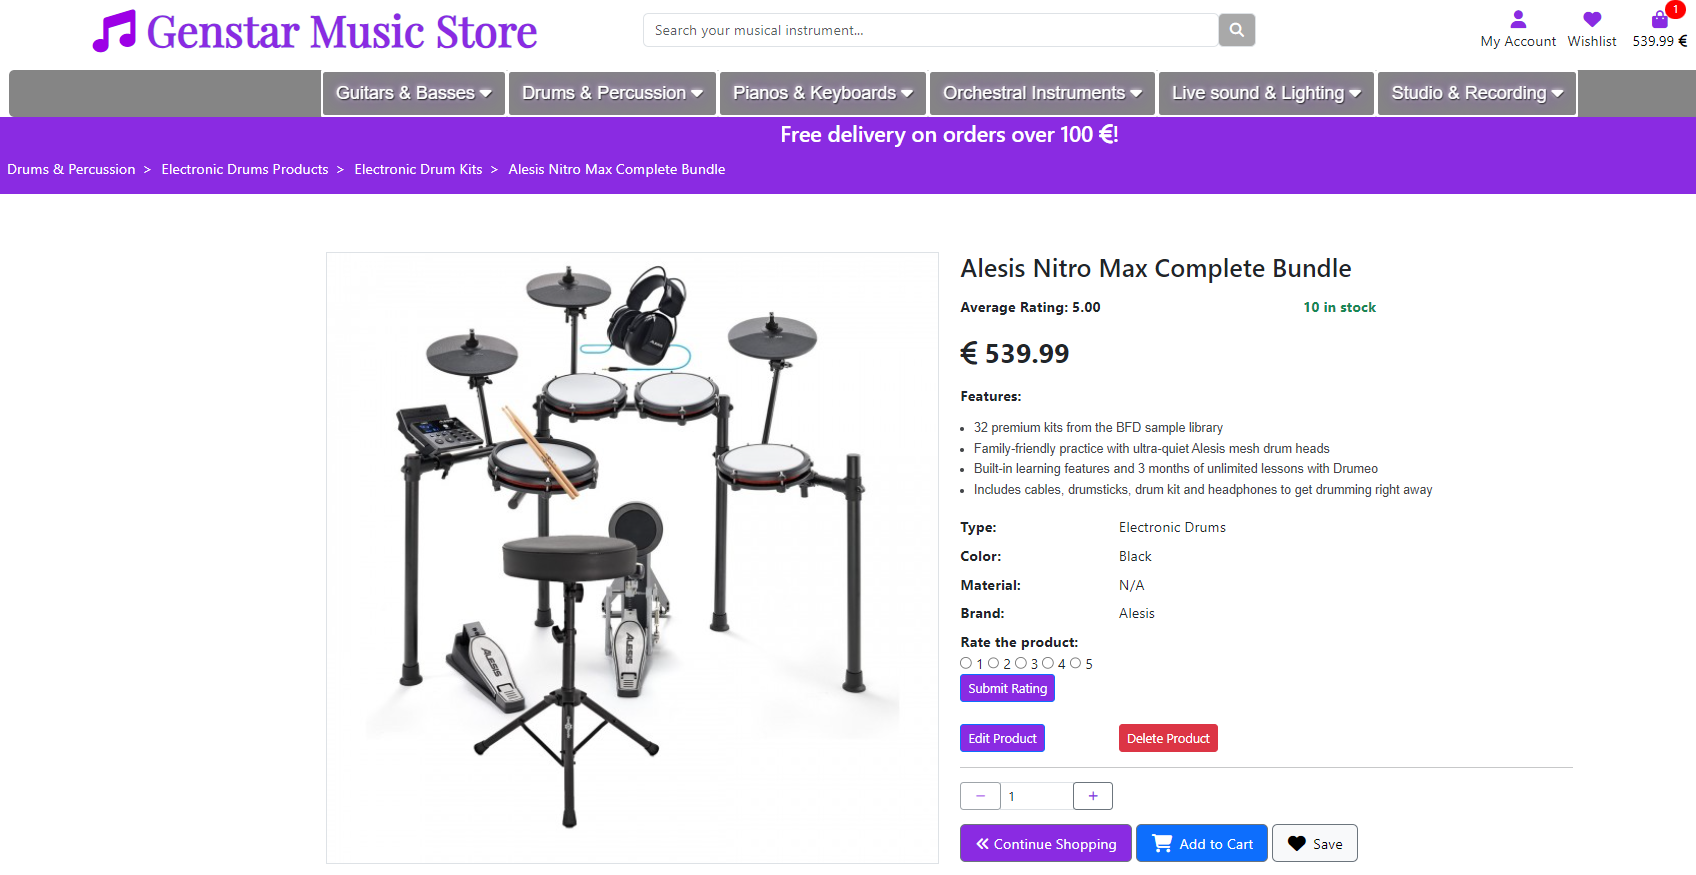 Genstar Music Store
Search your musical instrument...
1
My Account Wishlist 539.99 €
Guitars & Basses Drums & Percussion Pianos & Keyboards Orchestral Instruments Live sound & Lighting Studio & Recording
Free delivery on orders over 100 €!
Drums & Percussion > Electronic Drums Products > Electronic Drum Kits > Alesis Nitro Max Complete Bundle
Alesis Nitro Max Complete Bundle
Average Rating: 5.00 10 in stock
€ 539.99
Features:
32 premium kits from the BFD sample library
Family-friendly practice with ultra-quiet Alesis mesh drum heads
Built-in learning features and 3 months of unlimited lessons with Drumeo
Includes cables, drumsticks, drum kit and headphones to get drumming right away
Type: Electronic Drums
Color: Black
Material: N/A
Brand: Alesis
Rate the product:
1 2 3 4 5
Submit Rating
Edit Product Delete Product
− 1 +
« Continue Shopping Add to Cart Save
ALESIS
ALESIS